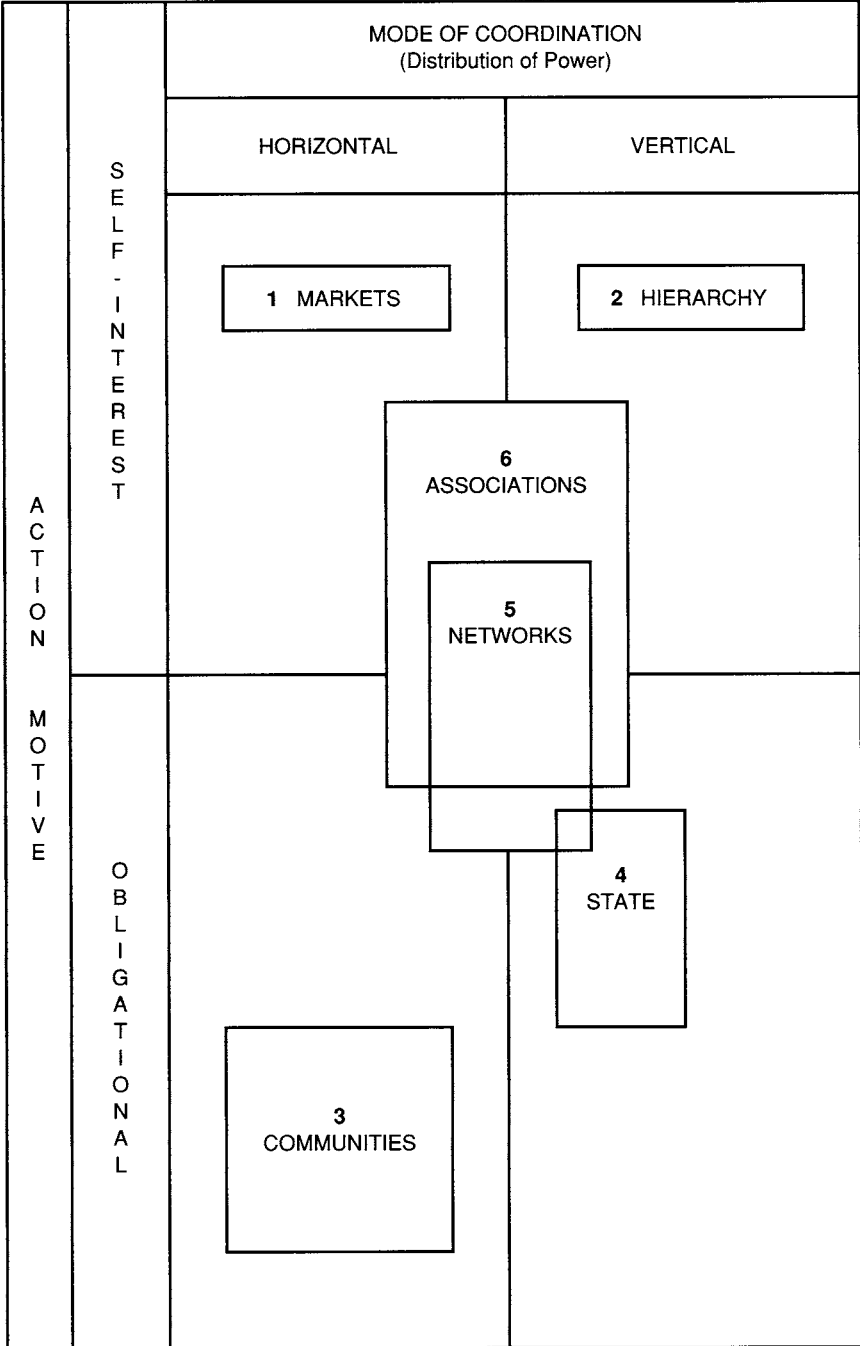 MODE OF COORDINATION
(Distribution of Power)
HORIZONTAL
VERTICAL
SELF-INTEREST
1 MARKETS
2 HIERARCHY
6
ASSOCIATIONS
5
NETWORKS
ACTION MOTIVE
OBLIGATIONAL
4
STATE
3
COMMUNITIES